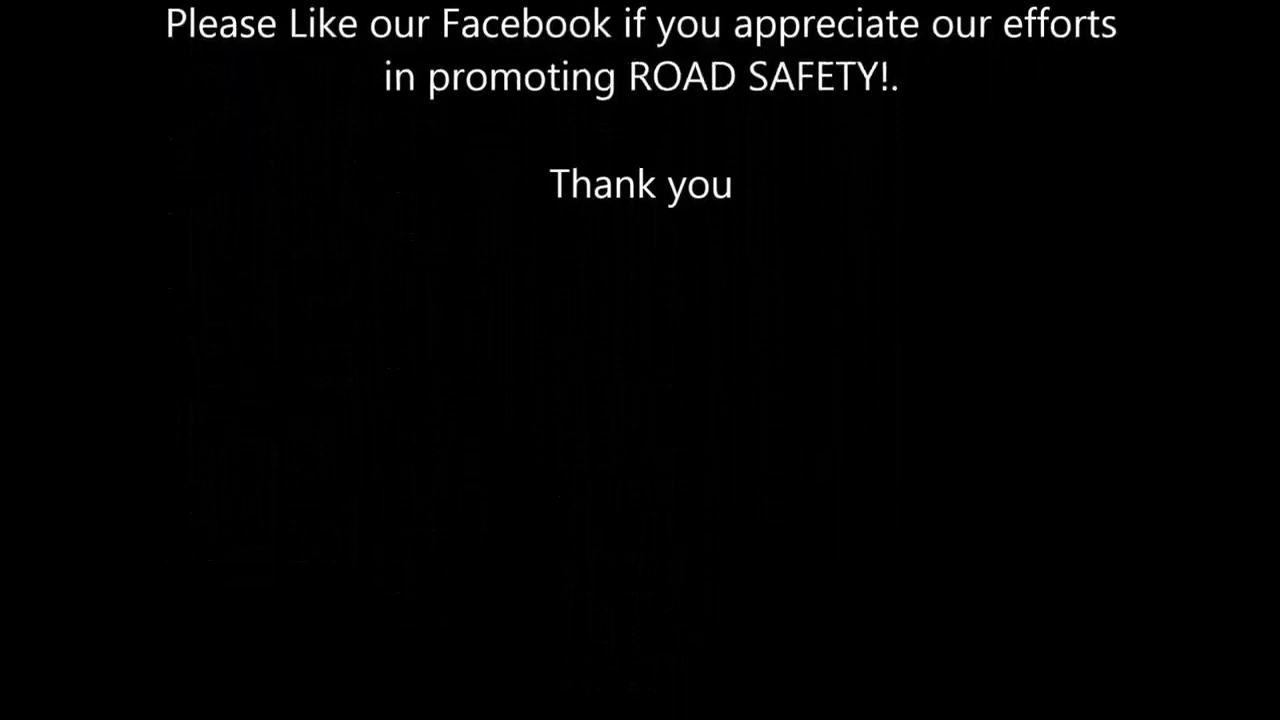 Please Like our Facebook if you appreciate our efforts
in promoting ROAD SAFETY!.
Thank you